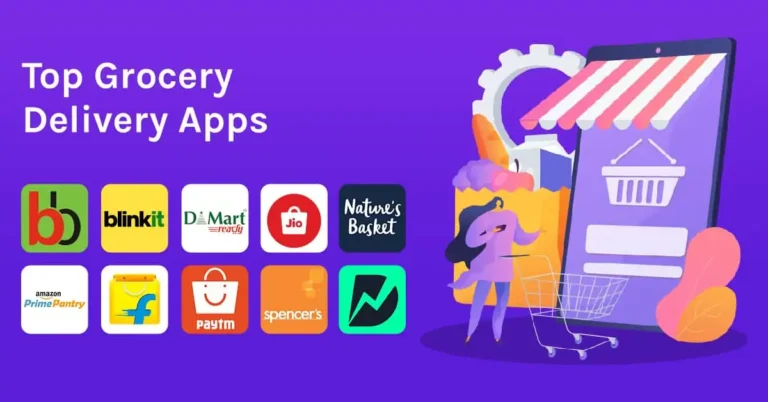 Top Grocery
Delivery Apps
bb
blinkit
D Mart
ready
Jio
Nature's
Basket
amazon
PrimePantry
f
paytm
spencer's